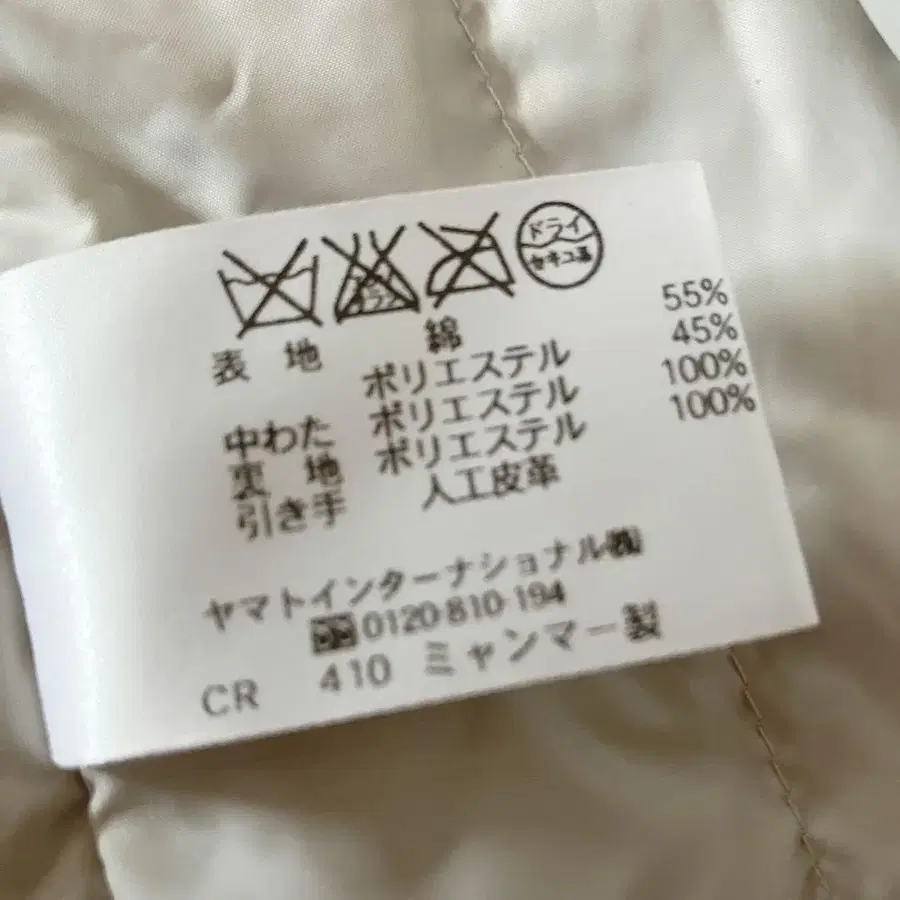 ドライ
セキユ系
エンソ
表地 綿 55%
ポリエステル 45%
中わた ポリエステル 100%
裏地 ポリエステル 100%
引き手 人工皮革
ヤマトインターナショナル㈱
0120-810-194
CR 410 ミャンマー製